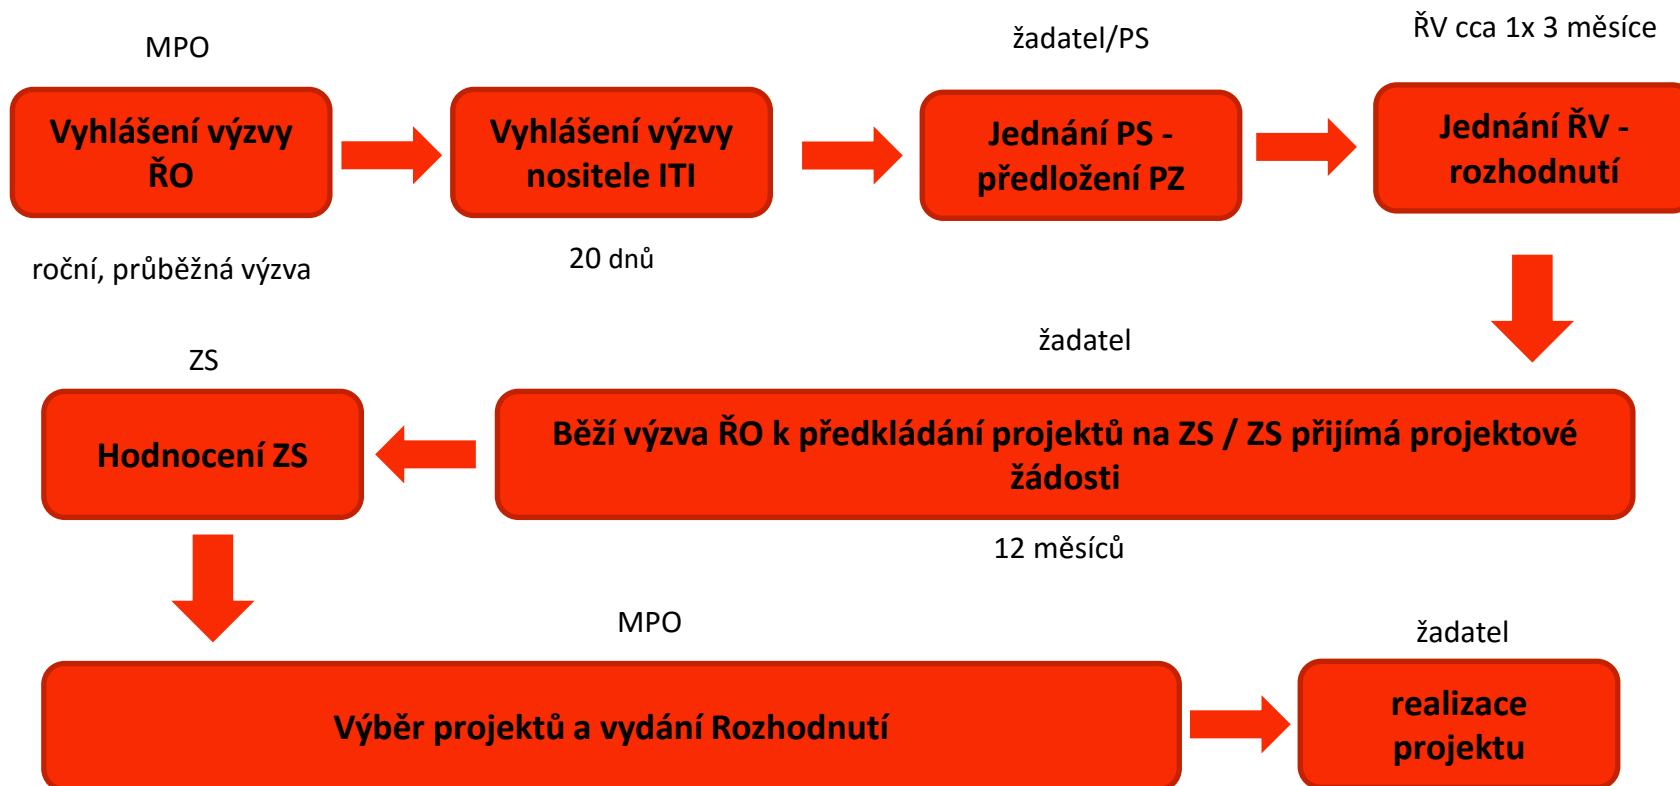 MPO
žadatel/PS
ŘV cca 1x 3 měsíce
Vyhlášení výzvy
ŘO
Vyhlášení výzvy
nositele ITI
Jednání PS -
předložení PZ
Jednání ŘV -
rozhodnutí
roční, průběžná výzva
20 dnů
ZS
žadatel
Hodnocení ZS
Běží výzva ŘO k předkládání projektů na ZS / ZS přijímá projektové
žádosti
12 měsíců
MPO
žadatel
Výběr projektů a vydání Rozhodnutí
realizace
projektu